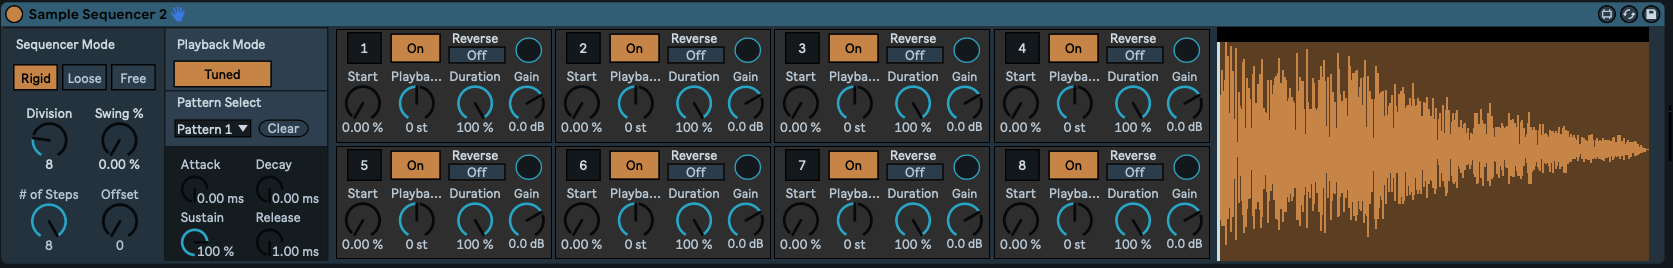 Sample Sequencer 2
Sequencer Mode
Rigid Loose Free
Division Swing %
8 0.00 %
# of Steps Offset
8 0
Playback Mode
Tuned
Pattern Select
Pattern 1 Clear
Attack Decay
0.00 ms 0.00 ms
Sustain Release
100 % 1.00 ms
1 On Reverse Off
Start Playba... Duration Gain
0.00 % 0 st 100 % 0.0 dB
2 On Reverse Off
Start Playba... Duration Gain
0.00 % 0 st 100 % 0.0 dB
3 On Reverse Off
Start Playba... Duration Gain
0.00 % 0 st 100 % 0.0 dB
4 On Reverse Off
Start Playba... Duration Gain
0.00 % 0 st 100 % 0.0 dB
5 On Reverse Off
Start Playba... Duration Gain
0.00 % 0 st 100 % 0.0 dB
6 On Reverse Off
Start Playba... Duration Gain
0.00 % 0 st 100 % 0.0 dB
7 On Reverse Off
Start Playba... Duration Gain
0.00 % 0 st 100 % 0.0 dB
8 On Reverse Off
Start Playba... Duration Gain
0.00 % 0 st 100 % 0.0 dB